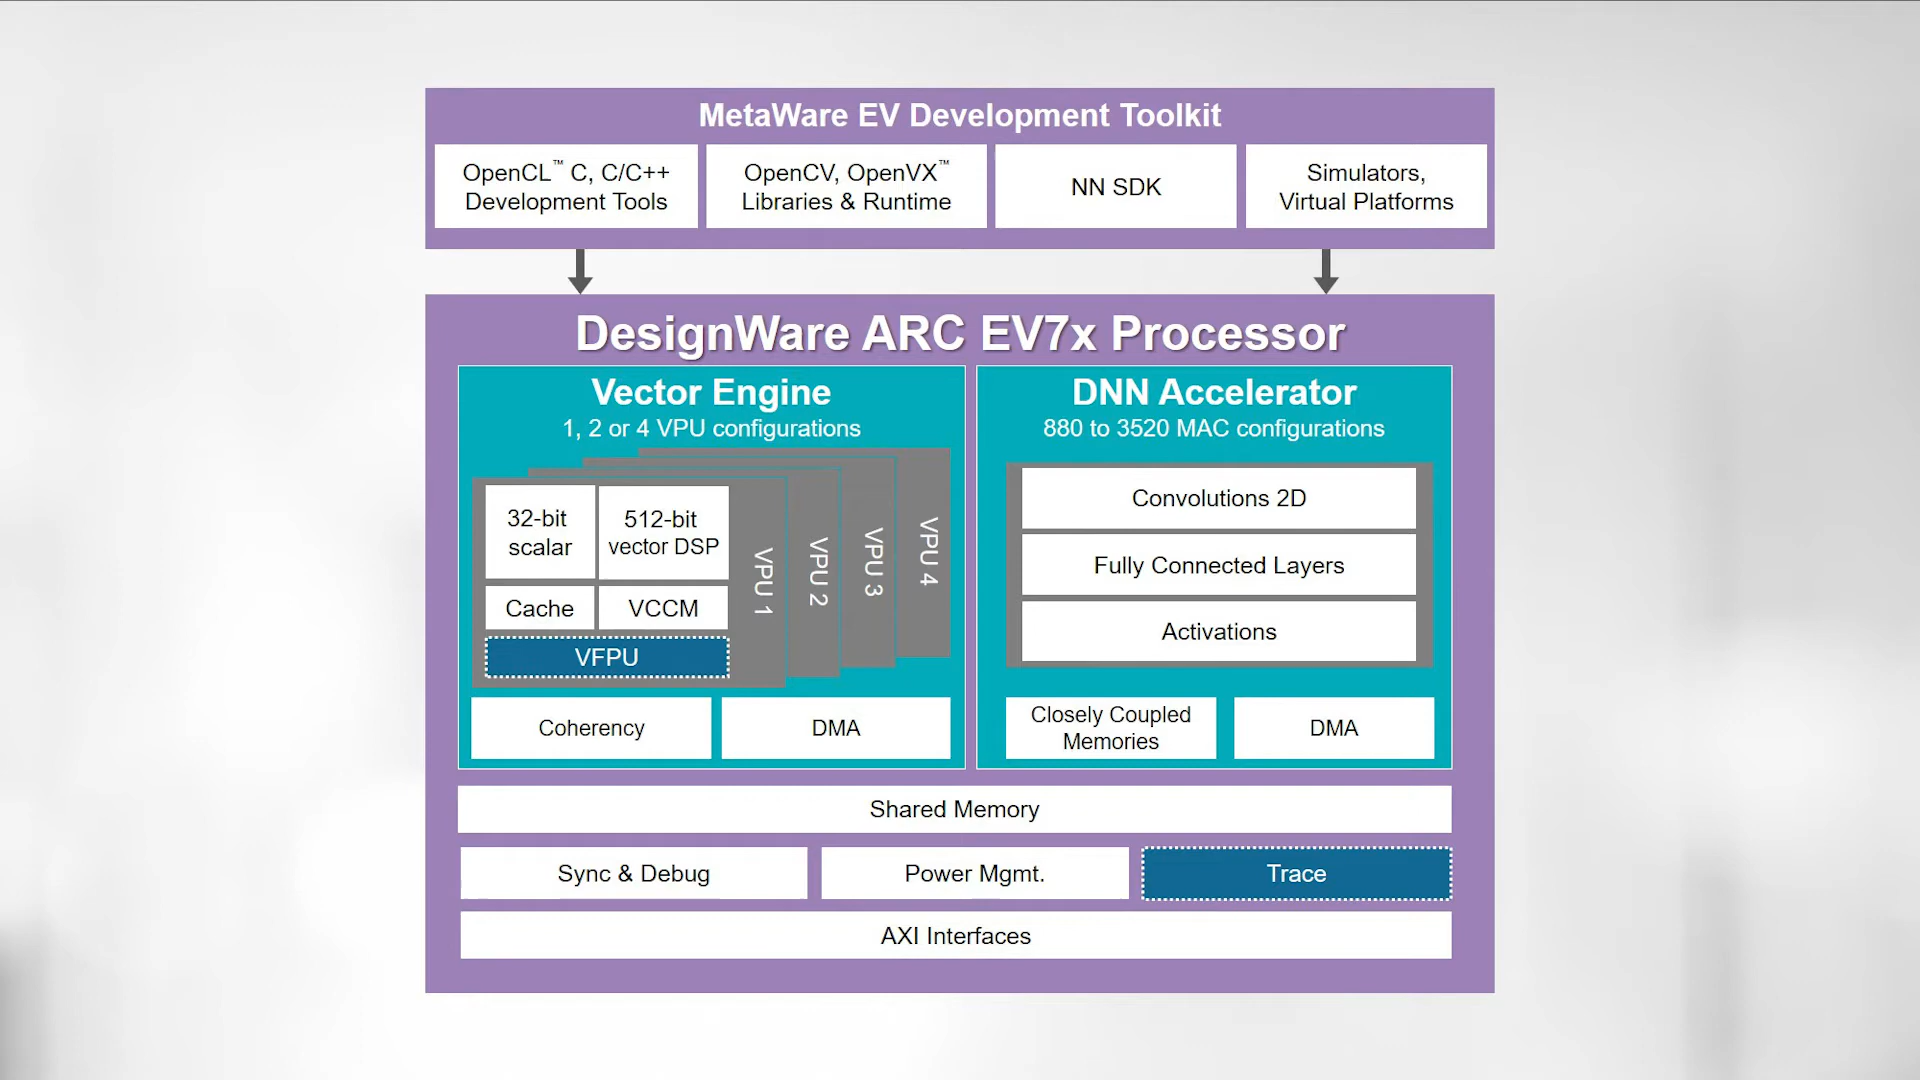 MetaWare EV Development Toolkit
OpenCL™ C, C/C++
Development Tools
OpenCV, OpenVX™
Libraries & Runtime
NN SDK
Simulators,
Virtual Platforms
DesignWare ARC EV7x Processor
Vector Engine
1, 2 or 4 VPU configurations
32-bit
scalar
512-bit
vector DSP
Cache
VCCM
VFPU
VPU 1
VPU 2
VPU 3
VPU 4
Coherency
DMA
DNN Accelerator
880 to 3520 MAC configurations
Convolutions 2D
Fully Connected Layers
Activations
Closely Coupled
Memories
DMA
Shared Memory
Sync & Debug
Power Mgmt.
Trace
AXI Interfaces